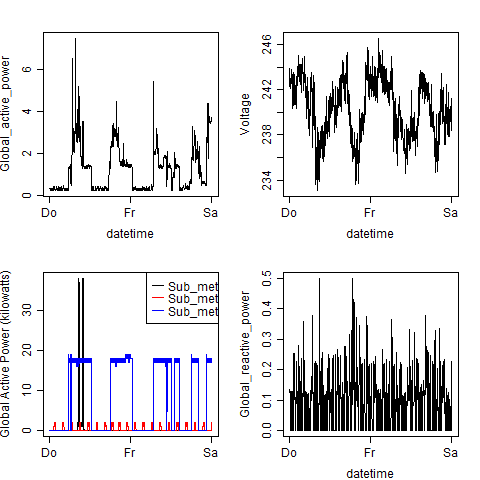 Global_active_power
0 2 4 6
Do Fr Sa
datetime
Voltage
234 238 242 246
Do Fr Sa
datetime
Global Active Power (kilowatts)
0 10 20 30
Sub_met
Sub_met
Sub_met
Do Fr Sa
Global_reactive_power
0.0 0.1 0.2 0.3 0.4 0.5
Do Fr Sa
datetime